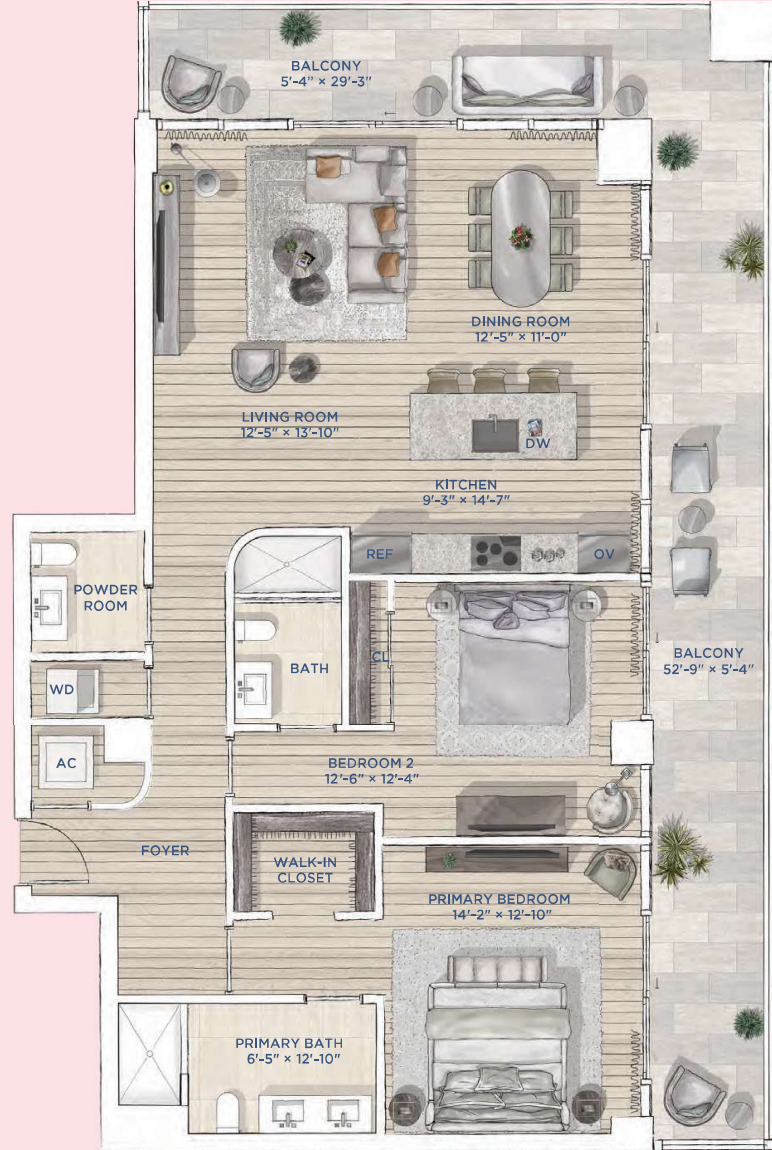 BALCONY
5'-4" × 29'-3"
DINING ROOM
12'-5" × 11'-0"
LIVING ROOM
12'-5" × 13'-10"
DW
KITCHEN
9'-3" × 14'-7"
REF
OV
POWDER
ROOM
BATH
CL
BALCONY
52'-9" × 5'-4"
WD
AC
BEDROOM 2
12'-6" × 12'-4"
FOYER
WALK-IN
CLOSET
PRIMARY BEDROOM
14'-2" × 12'-10"
PRIMARY BATH
6'-5" × 12'-10"